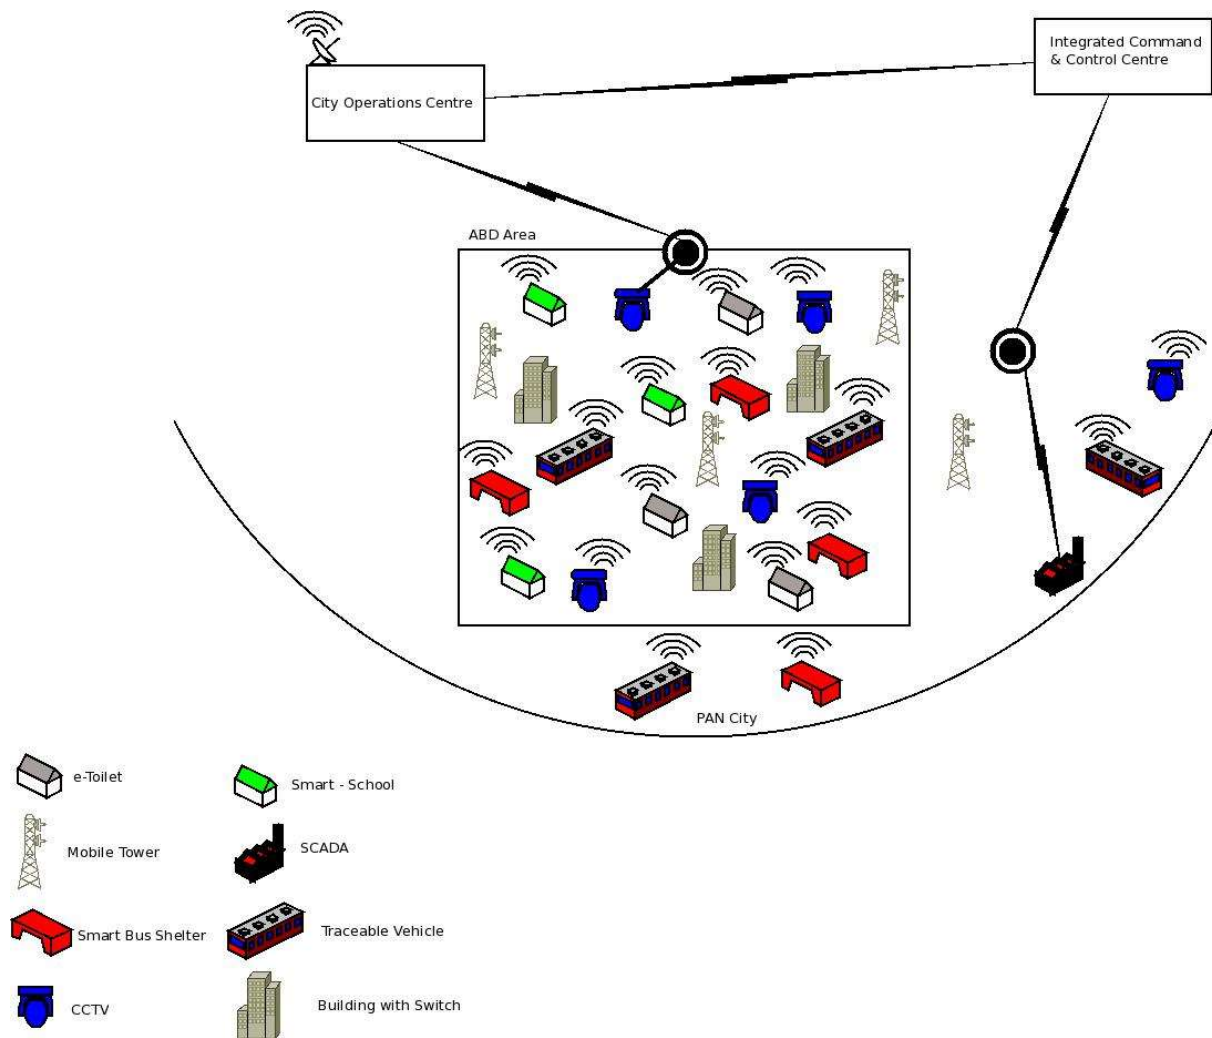 Integrated Command
& Control Centre
City Operations Centre
ABD Area
PAN City
e-Toilet
Smart - School
Mobile Tower
SCADA
Smart Bus Shelter
Traceable Vehicle
CCTV
Building with Switch